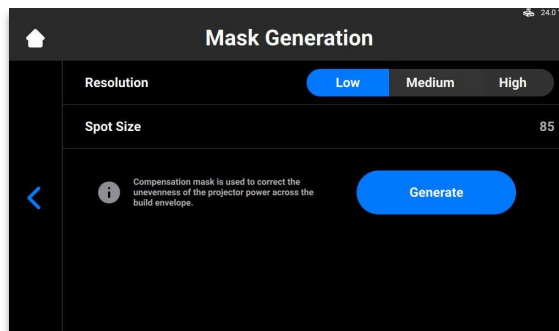 24.0
Mask Generation
Resolution Low Medium High
Spot Size 85
Compensation mask is used to correct the
unevenness of the projector power across the
build envelope.
Generate